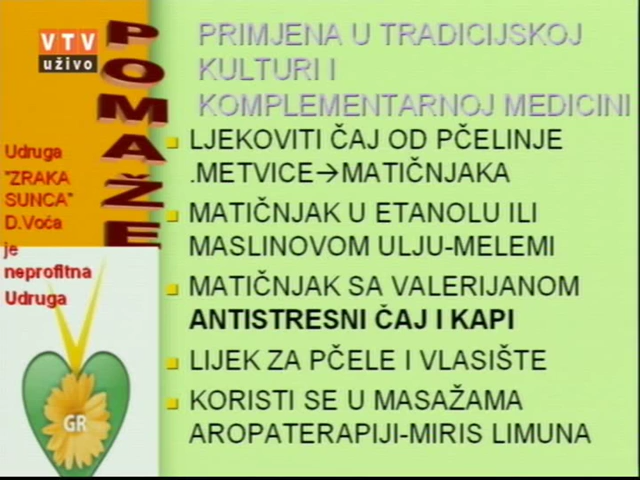 VTV
uživo
POMAŽE
Udruga
"ZRAKA
SUNCA"
D.Voća
je
neprofitna
Udruga
GR
PRIMJENA U TRADICIJSKOJ
KULTURI I
KOMPLEMENTARNOJ MEDICINI
LJEKOVITI ČAJ OD PČELINJE
.METVICE→MATIČNJAKA
MATIČNJAK U ETANOLU ILI
MASLINOVOM ULJU-MELEMI
MATIČNJAK SA VALERIJANOM
ANTISTRESNI ČAJ I KAPI
LIJEK ZA PČELE I VLASIŠTE
KORISTI SE U MASAŽAMA
AROPATERAPIJI-MIRIS LIMUNA